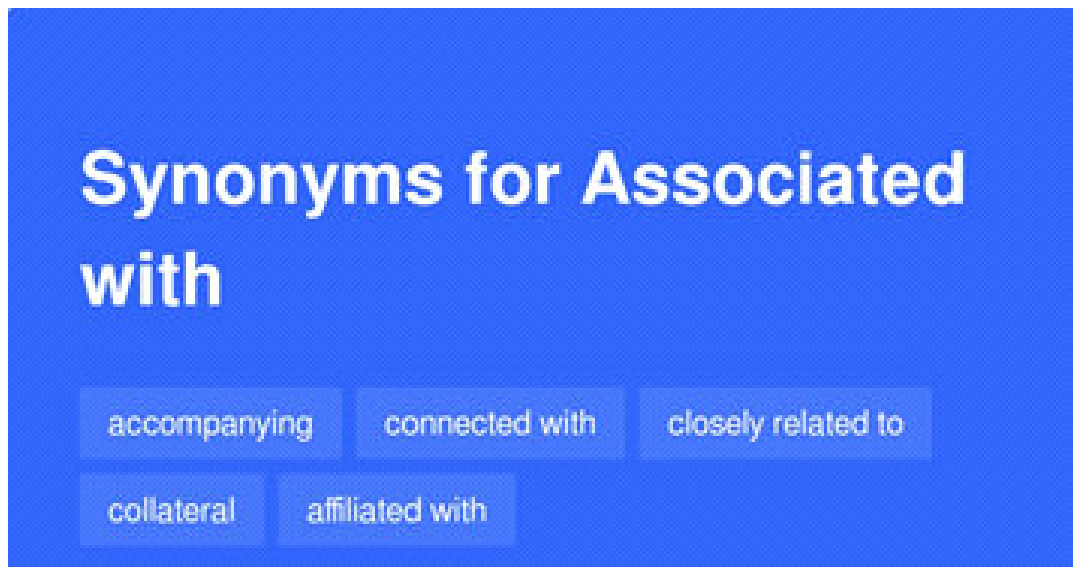 Synonyms for Associated
with
accompanying connected with closely related to
collateral affiliated with